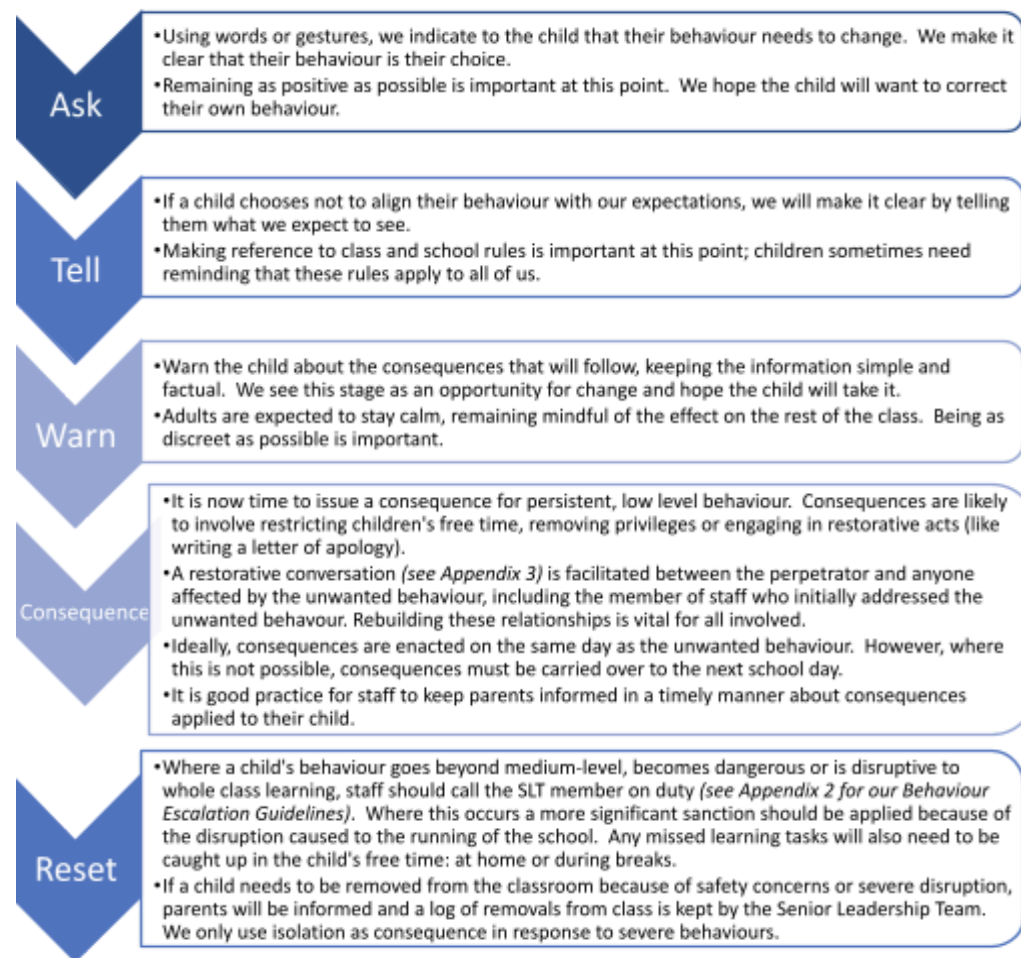 Ask
•Using words or gestures, we indicate to the child that their behaviour needs to change.  We make it
clear that their behaviour is their choice.
•Remaining as positive as possible is important at this point.  We hope the child will want to correct
their own behaviour.
Tell
•If a child chooses not to align their behaviour with our expectations, we will make it clear by telling
them what we expect to see.
•Making reference to class and school rules is important at this point; children sometimes need
reminding that these rules apply to all of us.
Warn
•Warn the child about the consequences that will follow, keeping the information simple and
factual.  We see this stage as an opportunity for change and hope the child will take it.
•Adults are expected to stay calm, remaining mindful of the effect on the rest of the class.  Being as
discreet as possible is important.
Consequence
•It is now time to issue a consequence for persistent, low level behaviour.  Consequences are likely
to involve restricting children's free time, removing privileges or engaging in restorative acts (like
writing a letter of apology).
•A restorative conversation (see Appendix 3) is facilitated between the perpetrator and anyone
affected by the unwanted behaviour, including the member of staff who initially addressed the
unwanted behavour. Rebuilding these relationships is vital for all involved.
•Ideally, consequences are enacted on the same day as the unwanted behaviour.  However, where
this is not possible, consequences must be carried over to the next school day.
•It is good practice for staff to keep parents informed in a timely manner about consequences
applied to their child.
Reset
•Where a child's behaviour goes beyond medium-level, becomes dangerous or is disruptive to
whole class learning, staff should call the SLT member on duty (see Appendix 2 for our Behaviour
Escalation Guidelines).  Where this occurs a more significant sanction should be applied because of
the disruption caused to the running of the school.  Any missed learning tasks will also need to be
caught up in the child's free time: at home or during breaks.
•If a child needs to be removed from the classroom because of safety concerns or severe disruption,
parents will be informed and a log of removals from class is kept by the Senior Leadership Team.
We only use isolation as consequence in response to severe behaviours.